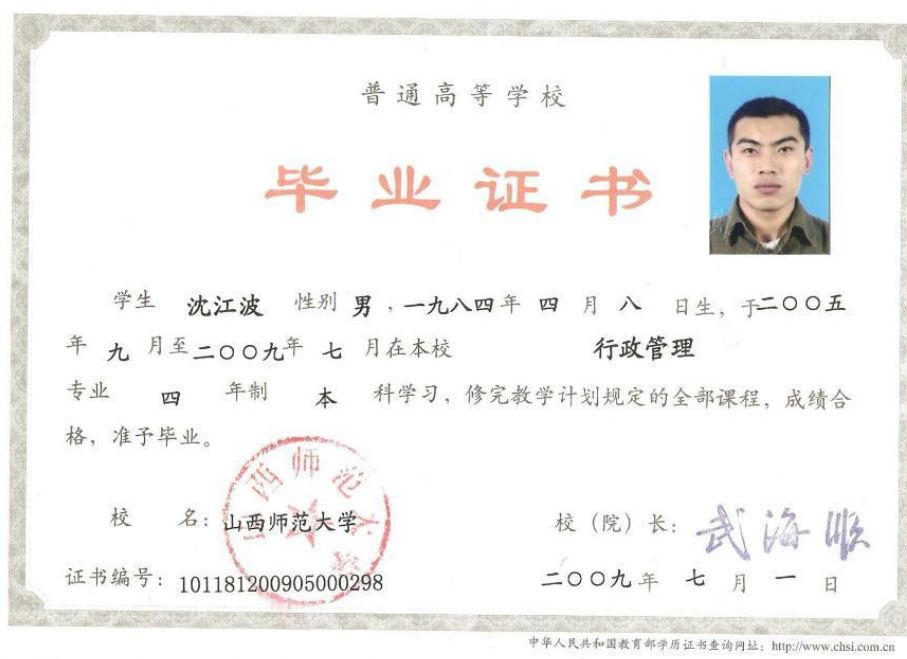 普通高等学校
毕业证书
学生 沈江波 性别 男，一九八四年 四 月 八 日生，于二〇〇五
年 九 月至二〇〇九年 七 月在本校 行政管理
专业 四 年制 本 科学习，修完教学计划规定的全部课程，成绩合
格，准予毕业。
山西师范大学
校 名：山西师范大学 校（院）长：武海顺
证书编号：101181200905000298 二〇〇九年 七 月 一 日
中华人民共和国教育部学历证书查询网址：http://www.chsi.com.cn